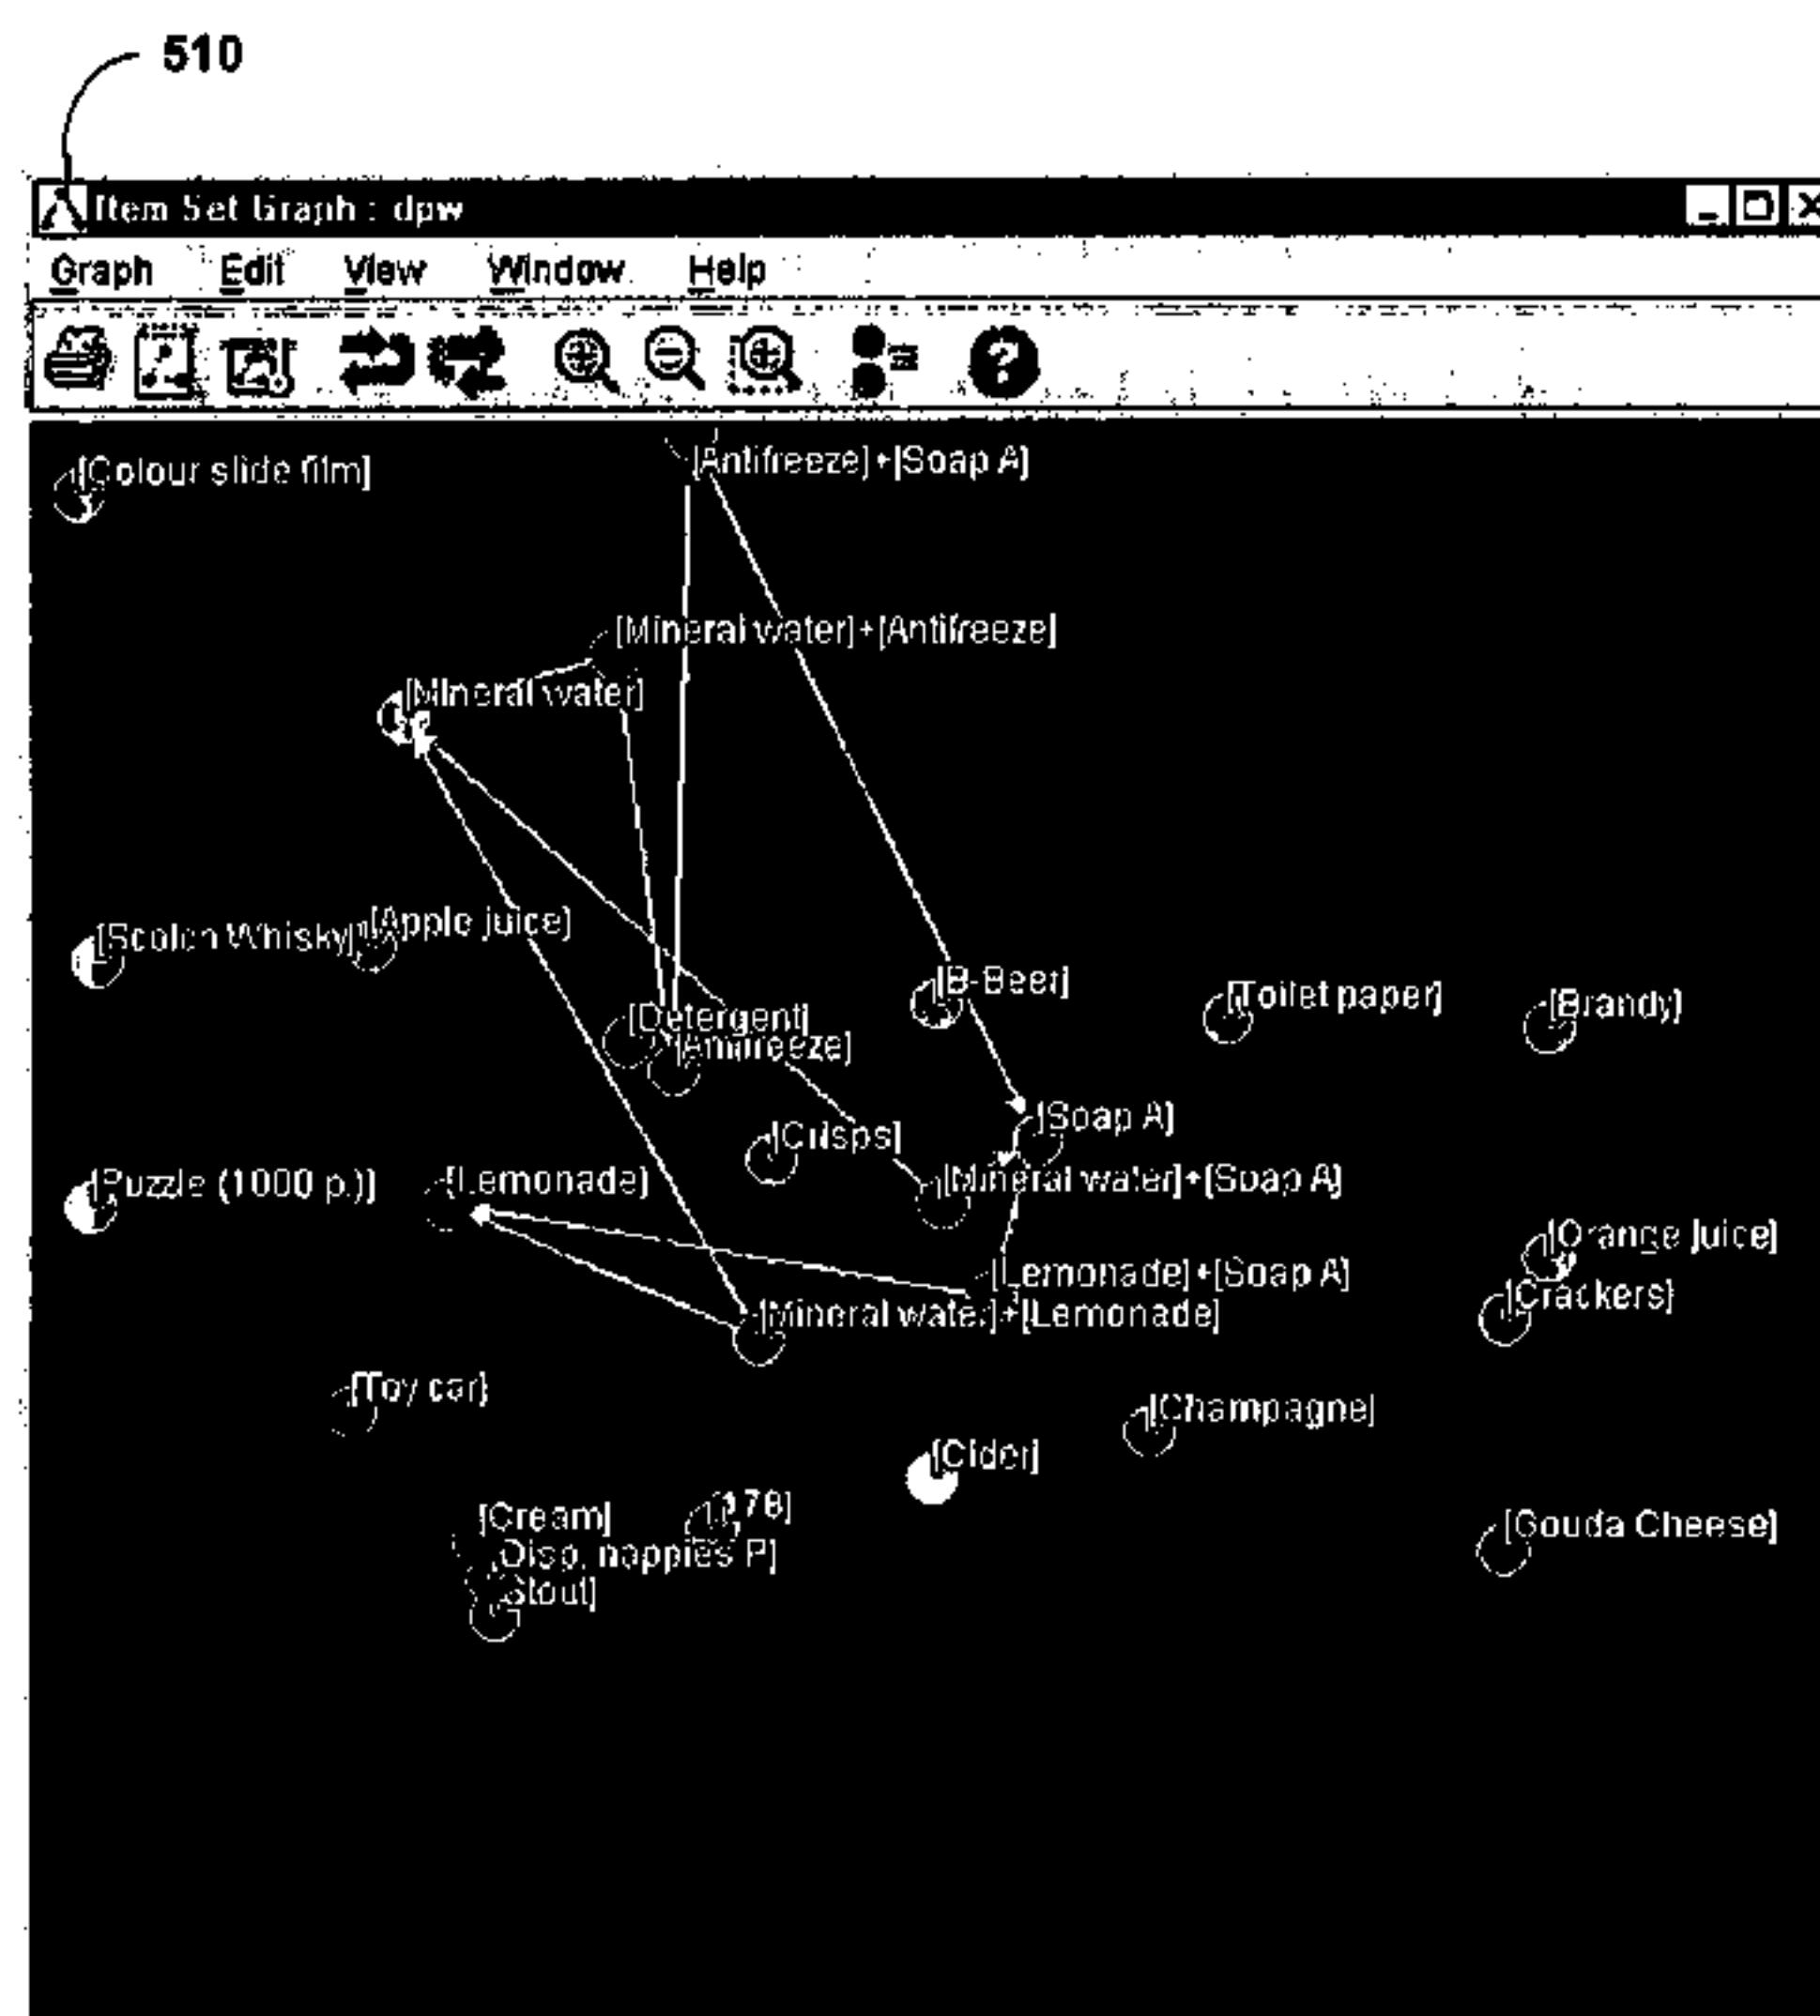 510
Item Set Graph : dpw
Graph Edit View Window Help
[Colour slide film]
[Antifreeze]+[Soap A]
[Mineral water]+[Antifreeze]
[Mineral water]
[Scotch Whisky]
[Apple juice]
[B-Beer]
[Toilet paper]
[Brandy]
[Detergent]
[Antifreeze]
[Soap A]
[Crisps]
[Mineral water]+[Soap A]
[Puzzle (1000 p.)]
[Lemonade]
[Orange juice]
[Lemonade]+[Soap A]
[Crackers]
[Mineral water]+[Lemonade]
[Toy car]
[Champagne]
[Cider]
178]
[Cream]
[Gouda Cheese]
Disp. nappies P]
Stout]